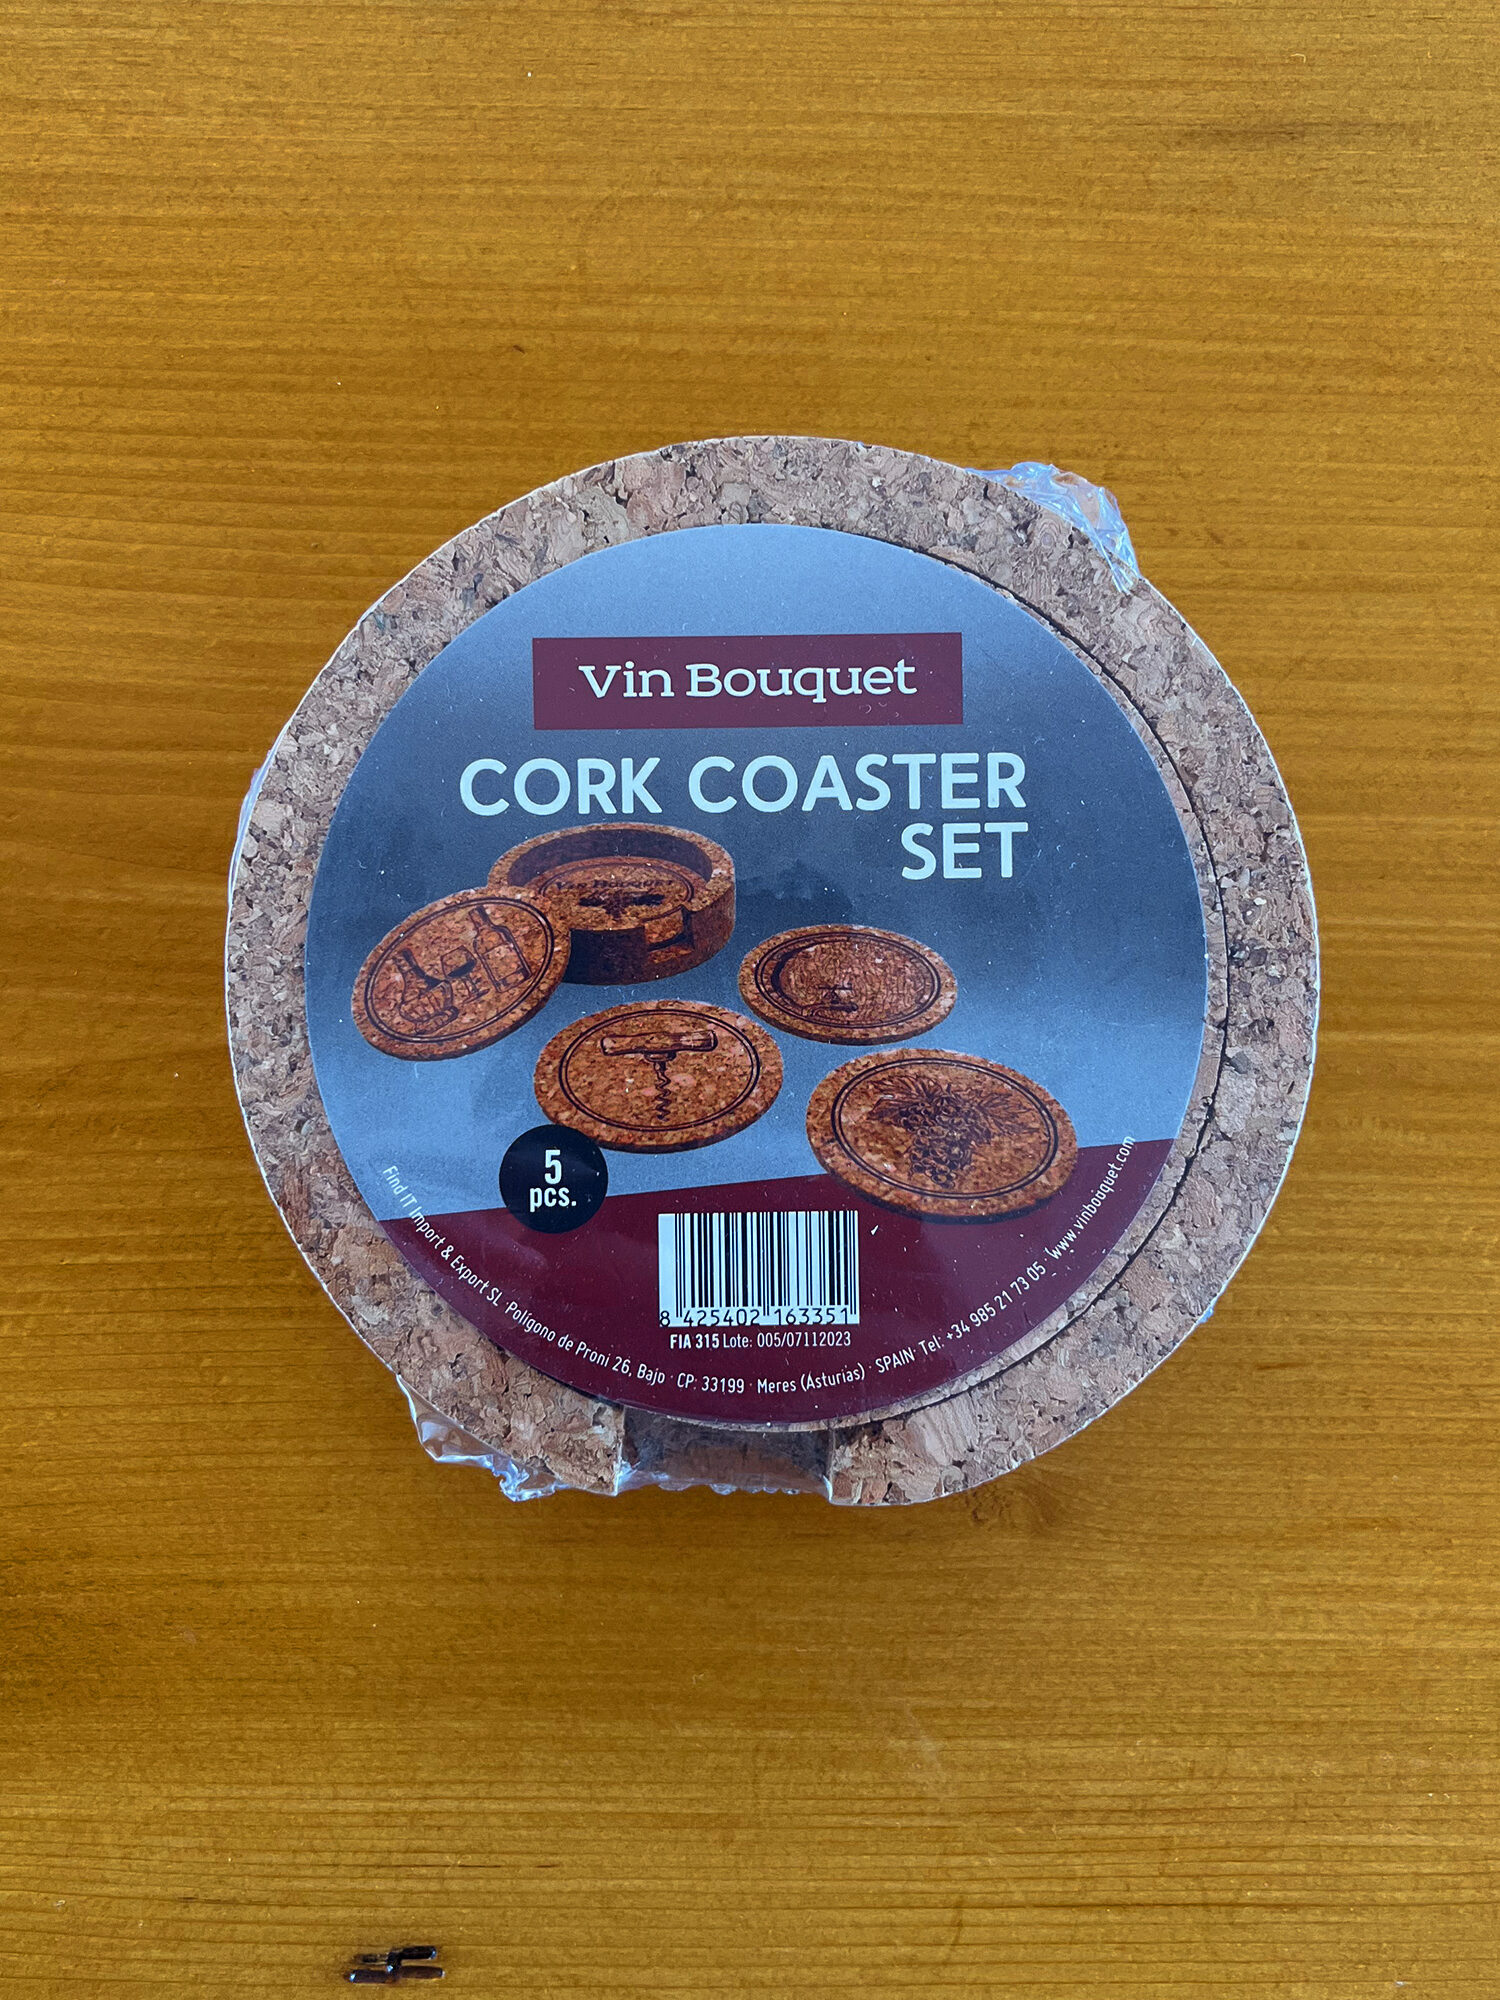 Vin Bouquet
CORK COASTER
SET
Vin Bouquet
5
pcs.
8 425402 163351
FIA 315 Lote: 005/07112023
Find IT Import & Export SL · Polígono de Proni 26, Bajo · CP: 33199 · Meres (Asturias) · SPAIN · Tel: +34 985 21 73 05 · www.vinbouquet.com